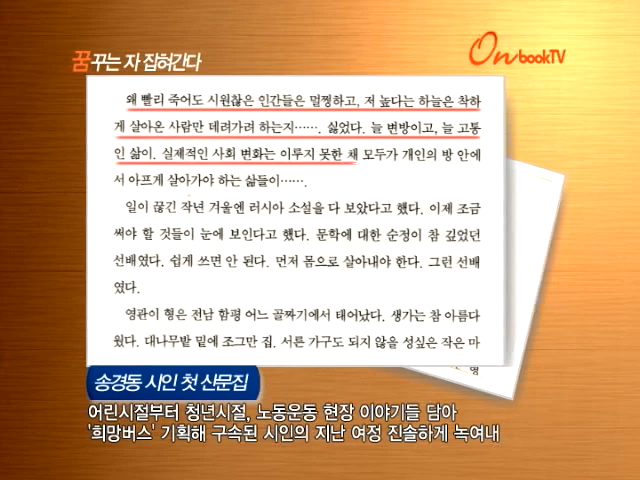 꿈꾸는 자 잡혀간다
OnbookTV
왜 빨리 죽어도 시원찮은 인간들은 멀쩡하고, 저 높다는 하늘은 착하
게 살아온 사람만 데려가려 하는지……. 싫었다. 늘 변방이고, 늘 고통
인 삶이. 실제적인 사회 변화는 이루지 못한 채 모두가 개인의 방 안에
서 아프게 살아가야 하는 삶들이…….
일이 끊긴 작년 겨울엔 러시아 소설을 다 보았다고 했다. 이제 조금
써야 할 것들이 눈에 보인다고 했다. 문학에 대한 순정이 참 깊었던
선배였다. 쉽게 쓰면 안 된다. 먼저 몸으로 살아내야 한다. 그런 선배
였다.
영관이 형은 전남 함평 어느 골짜기에서 태어났다. 생가는 참 아름다
웠다. 대나무밭 밑에 조그만 집. 서른 가구도 되지 않을 성싶은 작은 마
영
송경동 시인 첫 산문집
어린시절부터 청년시절, 노동운동 현장 이야기들 담아
'희망버스' 기획해 구속된 시인의 지난 여정 진솔하게 녹여내